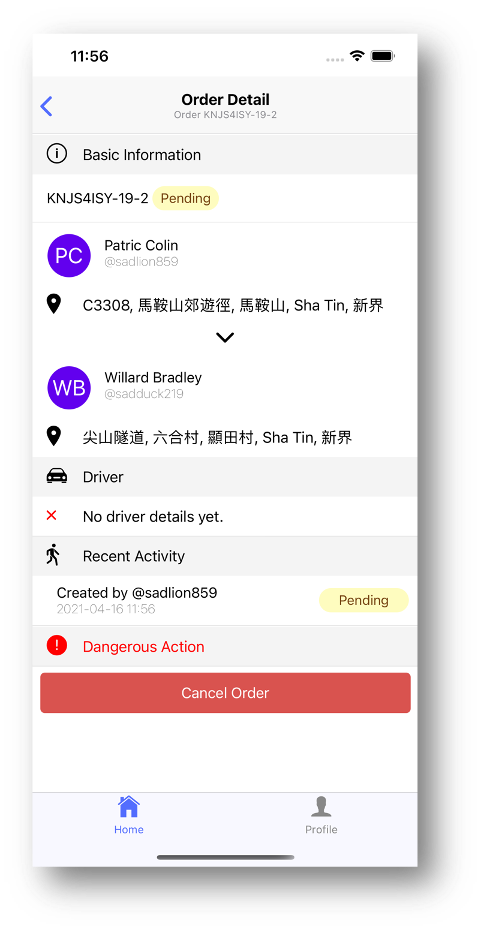 11:56
Order Detail
Order KNJS4ISY-19-2
Basic Information
KNJS4ISY-19-2 Pending
PC Patric Colin
@sadlion859
C3308, 馬鞍山郊遊徑, 馬鞍山, Sha Tin, 新界
WB Willard Bradley
@sadduck219
尖山隧道, 六合村, 顯田村, Sha Tin, 新界
Driver
No driver details yet.
Recent Activity
Created by @sadlion859
2021-04-16 11:56 Pending
Dangerous Action
Cancel Order
Home Profile